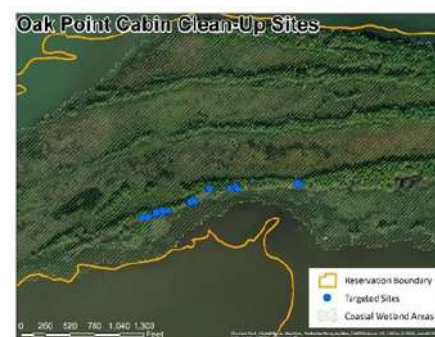 Oak Point Cabin Clean-Up Sites
Reservation Boundary
Targeted Sites
Coastal Wetland Areas
0 260 520 780 1,040 1,303
Feet